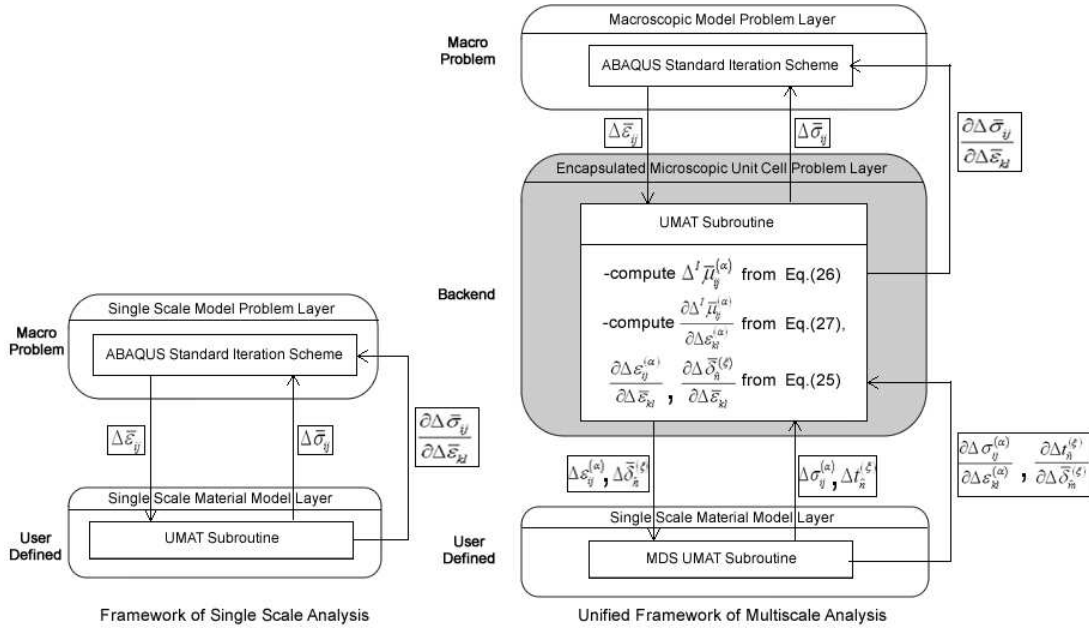 Single Scale Model Problem Layer
Macro
Problem
ABAQUS Standard Iteration Scheme
Δε̄ij
Δσ̄ij
∂Δσ̄ij
∂Δε̄kl
Single Scale Material Model Layer
User
Defined
UMAT Subroutine
Framework of Single Scale Analysis
Macroscopic Model Problem Layer
Macro
Problem
ABAQUS Standard Iteration Scheme
Δε̄ij
Δσ̄ij
∂Δσ̄ij
∂Δε̄kl
Encapsulated Microscopic Unit Cell Problem Layer
UMAT Subroutine
Backend
-compute Δ^I μ̄ij^(α) from Eq.(26)
-compute ∂Δ^I μ̄ij^(α) / ∂Δεkl^(α) from Eq.(27),
∂Δεij^(α) / ∂Δε̄kl , ∂Δδ̄n̂^(ξ) / ∂Δε̄kl from Eq.(25)
Δεij^(α) , Δδ̄n̂^(ξ)
Δσij^(α) , Δtn̂^(ξ)
∂Δσij^(α) / ∂Δεkl^(α) , ∂Δtn̂^(ξ) / ∂Δδ̄m̂^(ξ)
Single Scale Material Model Layer
User
Defined
MDS UMAT Subroutine
Unified Framework of Multiscale Analysis